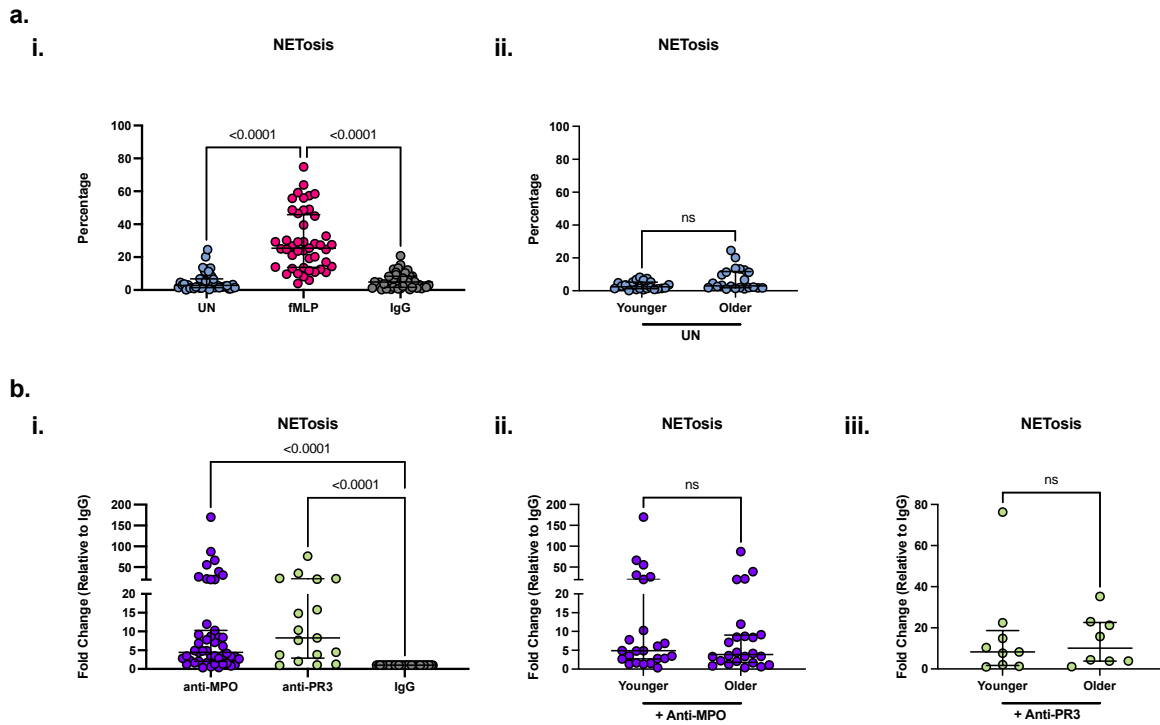 a.
i.
NETosis
Percentage
100
80
60
40
20
0
<0.0001
<0.0001
UN
fMLP
IgG
ii.
NETosis
Percentage
100
80
60
40
20
0
ns
Younger
Older
UN
b.
i.
NETosis
Fold Change (Relative to IgG)
200
150
100
50
20
15
10
5
0
<0.0001
<0.0001
anti-MPO
anti-PR3
IgG
ii.
NETosis
Fold Change (Relative to IgG)
200
150
100
50
20
15
10
5
0
ns
Younger
Older
+ Anti-MPO
iii.
NETosis
Fold Change (Relative to IgG)
80
60
40
20
0
ns
Younger
Older
+ Anti-PR3